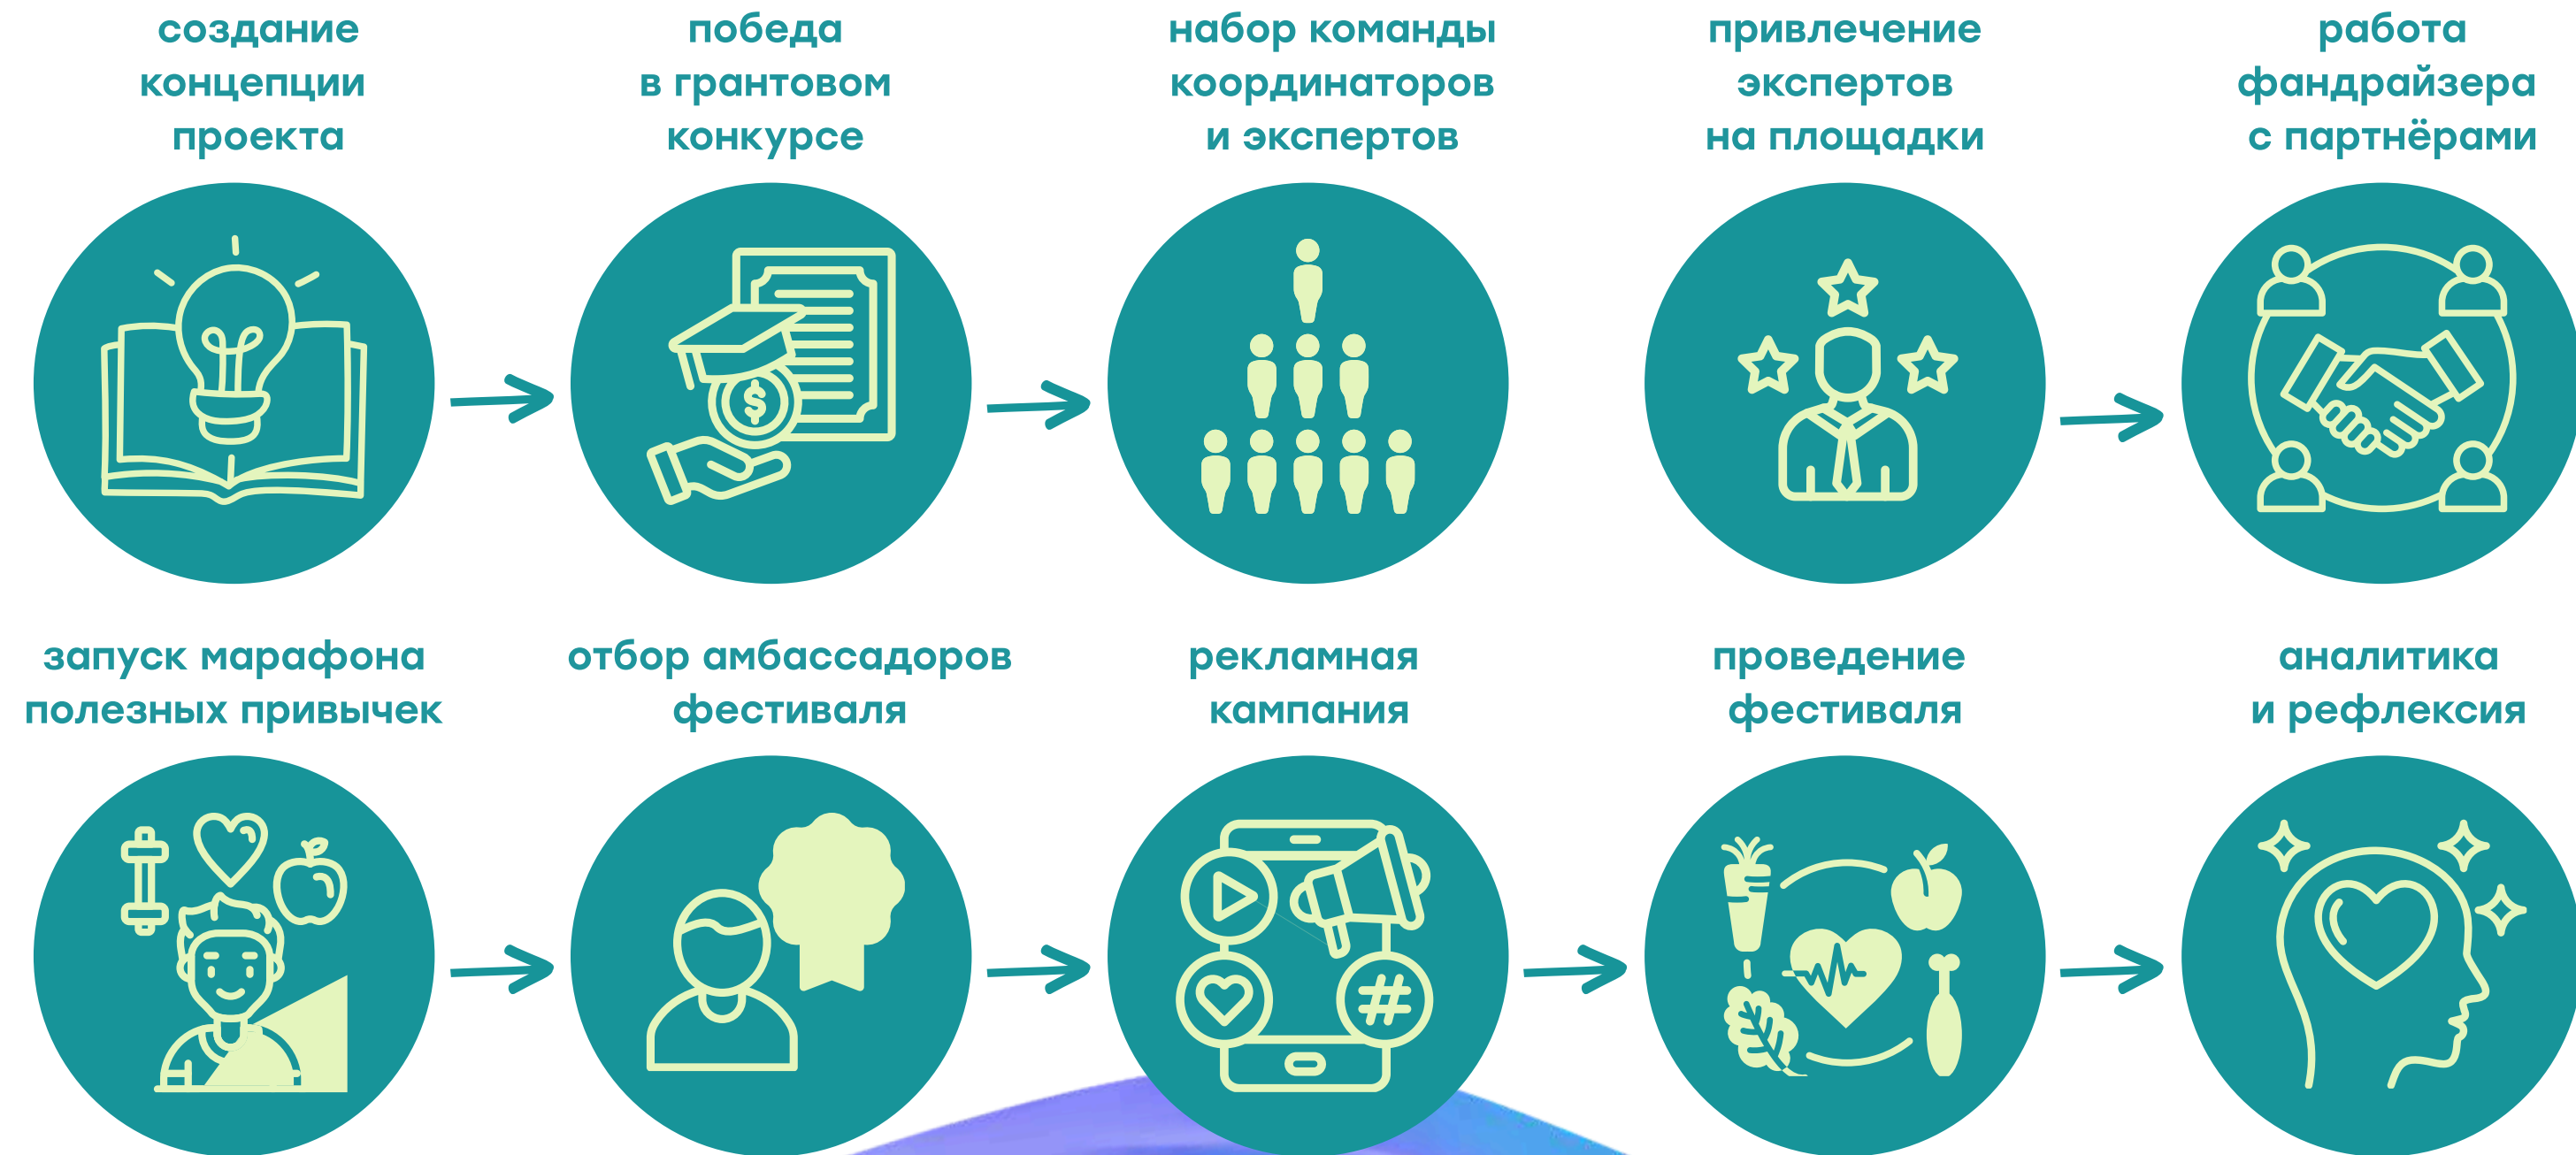 создание
концепции
проекта
победа
в грантовом
конкурсе
набор команды
координаторов
и экспертов
привлечение
экспертов
на площадки
работа
фандрайзера
с партнёрами
$
запуск марафона
полезных привычек
отбор амбассадоров
фестиваля
рекламная
кампания
#
проведение
фестиваля
аналитика
и рефлексия